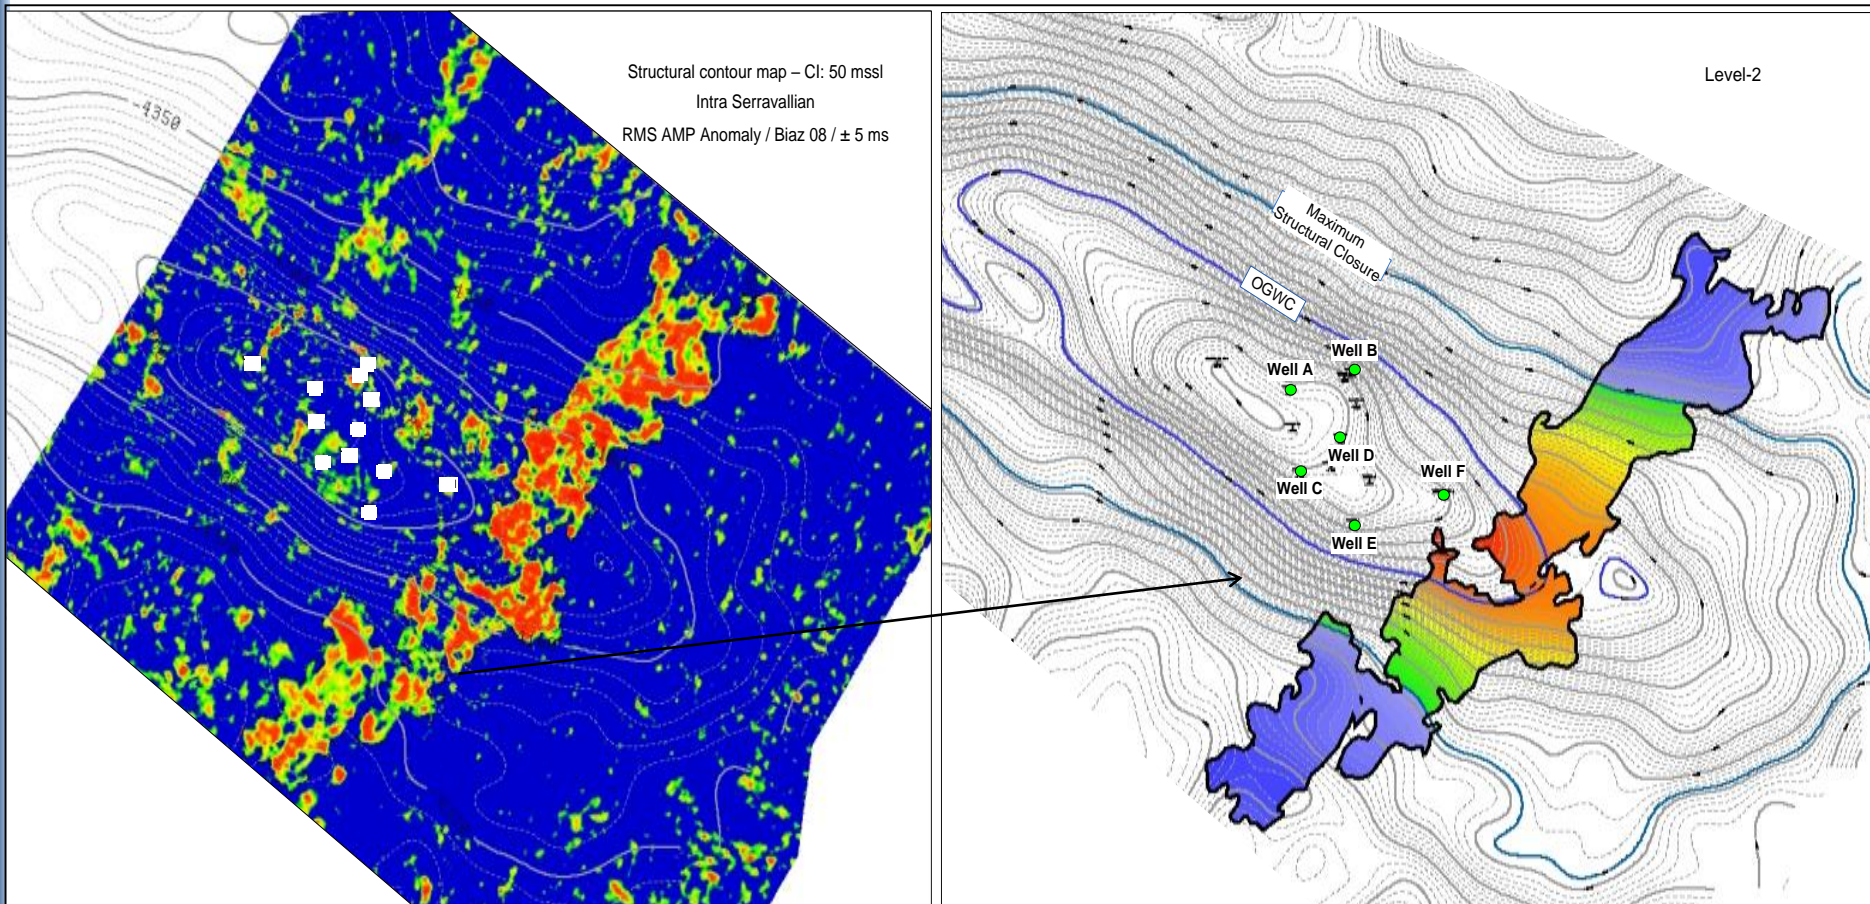 Structural contour map – CI: 50 mssl
Intra Serravallian
RMS AMP Anomaly / Biaz 08 / ± 5 ms
-4350
Level-2
Maximum
Structural Closure
OGWC
Well B
Well A
Well D
Well F
Well C
Well E